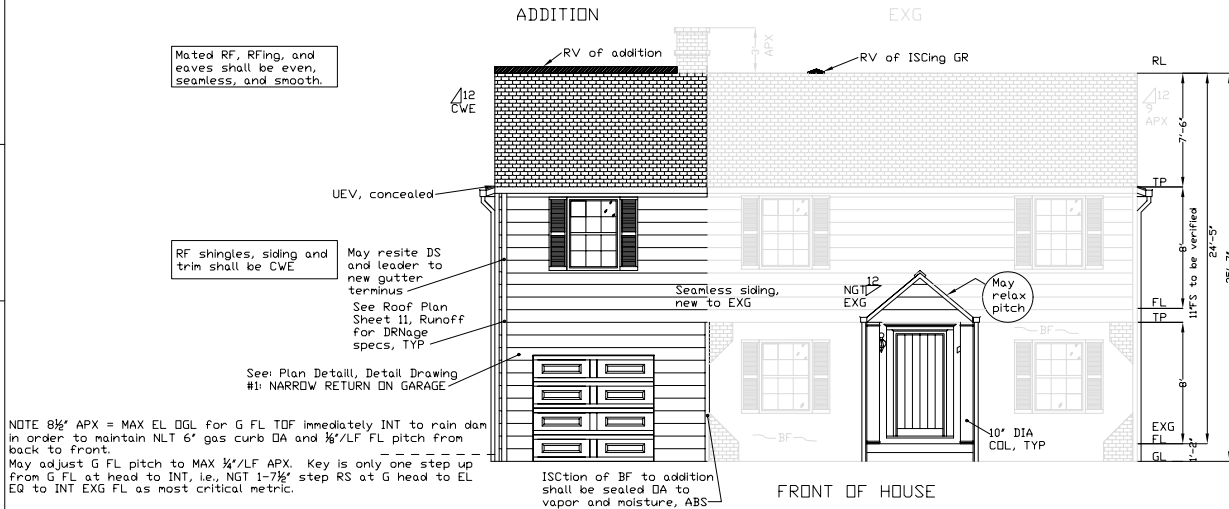 ADDITION
EXG
Mated RF, RFing, and
eaves shall be even,
seamless, and smooth.
RV of addition
3'
APX
RV of ISCing GR
RL
12
CWE
12
9
APX
7'-6"
TP
UEV, concealed
RF shingles, siding and
trim shall be CWE
May resite DS
and leader to
new gutter
terminus
Seamless siding,
new to EXG
12
NGT
EXG
May
relax
pitch
8'
11"FS to be verified
24'-5"
FL
TP
See Roof Plan
Sheet 11, Runoff
for DRNage
specs, TYP
BF
See: Plan Detaill, Detail Drawing
#1: NARROW RETURN ON GARAGE
8'
NOTE 8½" APX = MAX EL OGL for G FL TOF immediately INT to rain dam
in order to maintain NLT 6" gas curb OA and ⅛"/LF FL pitch from
back to front.
May adjust G FL pitch to MAX ¼"/LF APX. Key is only one step up
from G FL at head to INT, i.e., NGT 1-7½" step RS at G head to EL
EQ to INT EXG FL as most critical metric.
BF
10" DIA
COL, TYP
EXG
FL
GL
1'-2"
ISCtion of BF to addition
shall be sealed OA to
vapor and moisture, ABS
FRONT OF HOUSE